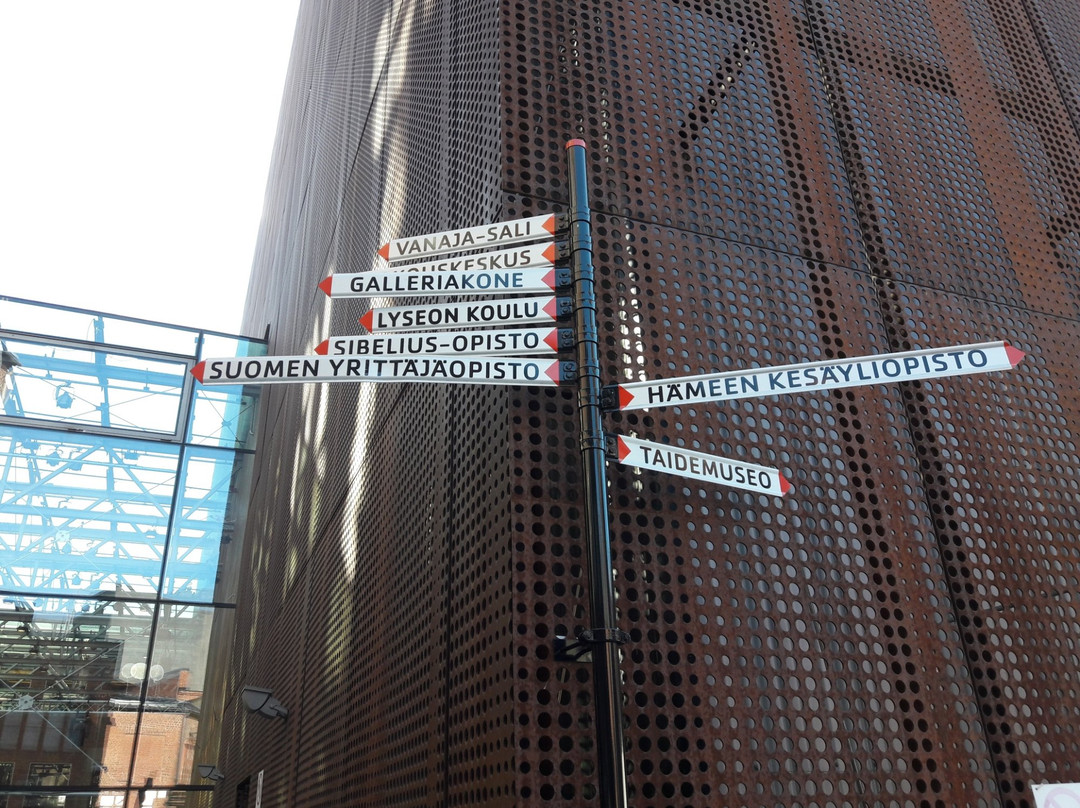 VANAJA-SALI
GALLERIAKONE
LYSEON KOULU
SIBELIUS-OPISTO
SUOMEN YRITTÄJÄOPISTO
HÄMEEN KESÄYLIOPISTO
TAIDEMUSEO